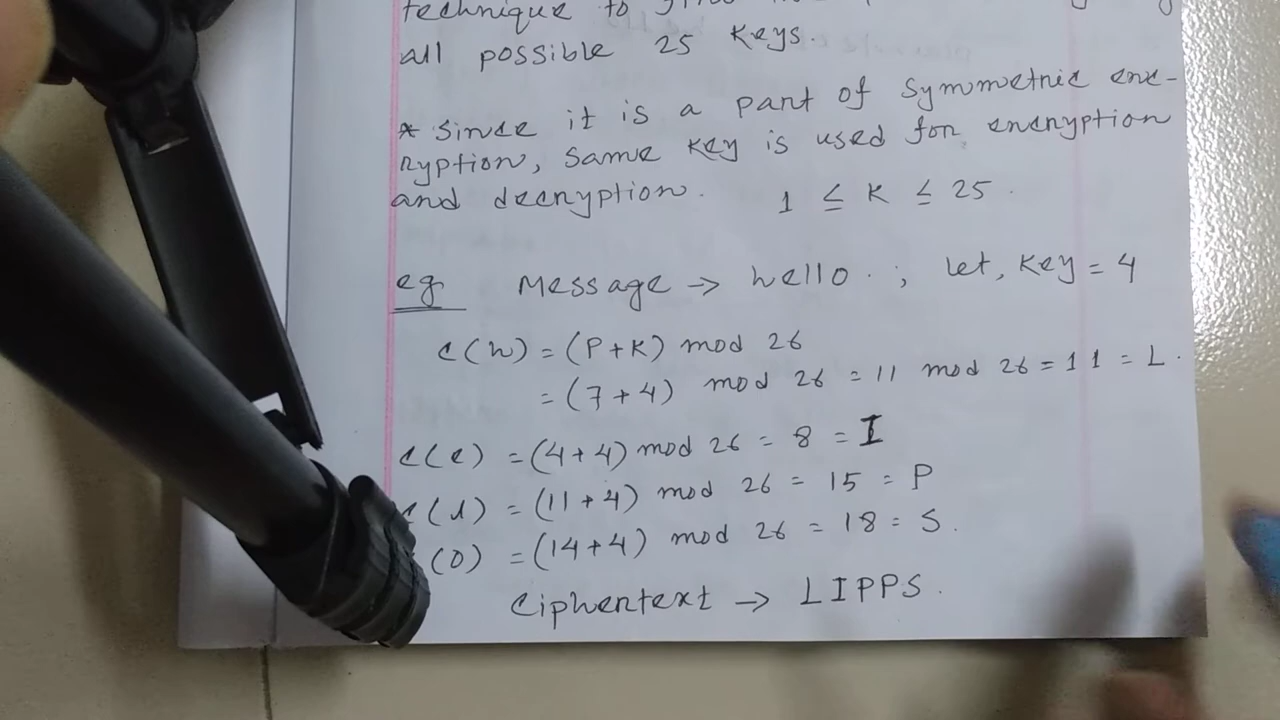 technique to
all possible 25 keys.
* Since it is a part of symmetric enc-
ryption, same key is used for encryption
and decryption. 1 ≤ K ≤ 25.
eg Message → hello. ; let, key = 4
C(h) = (P+K) mod 26
= (7+4) mod 26 = 11 mod 26 = 11 = L.
C(e) = (4+4) mod 26 = 8 = I
C(l) = (11+4) mod 26 = 15 = P
(O) = (14+4) mod 26 = 18 = S.
Ciphertext → LIPPS.